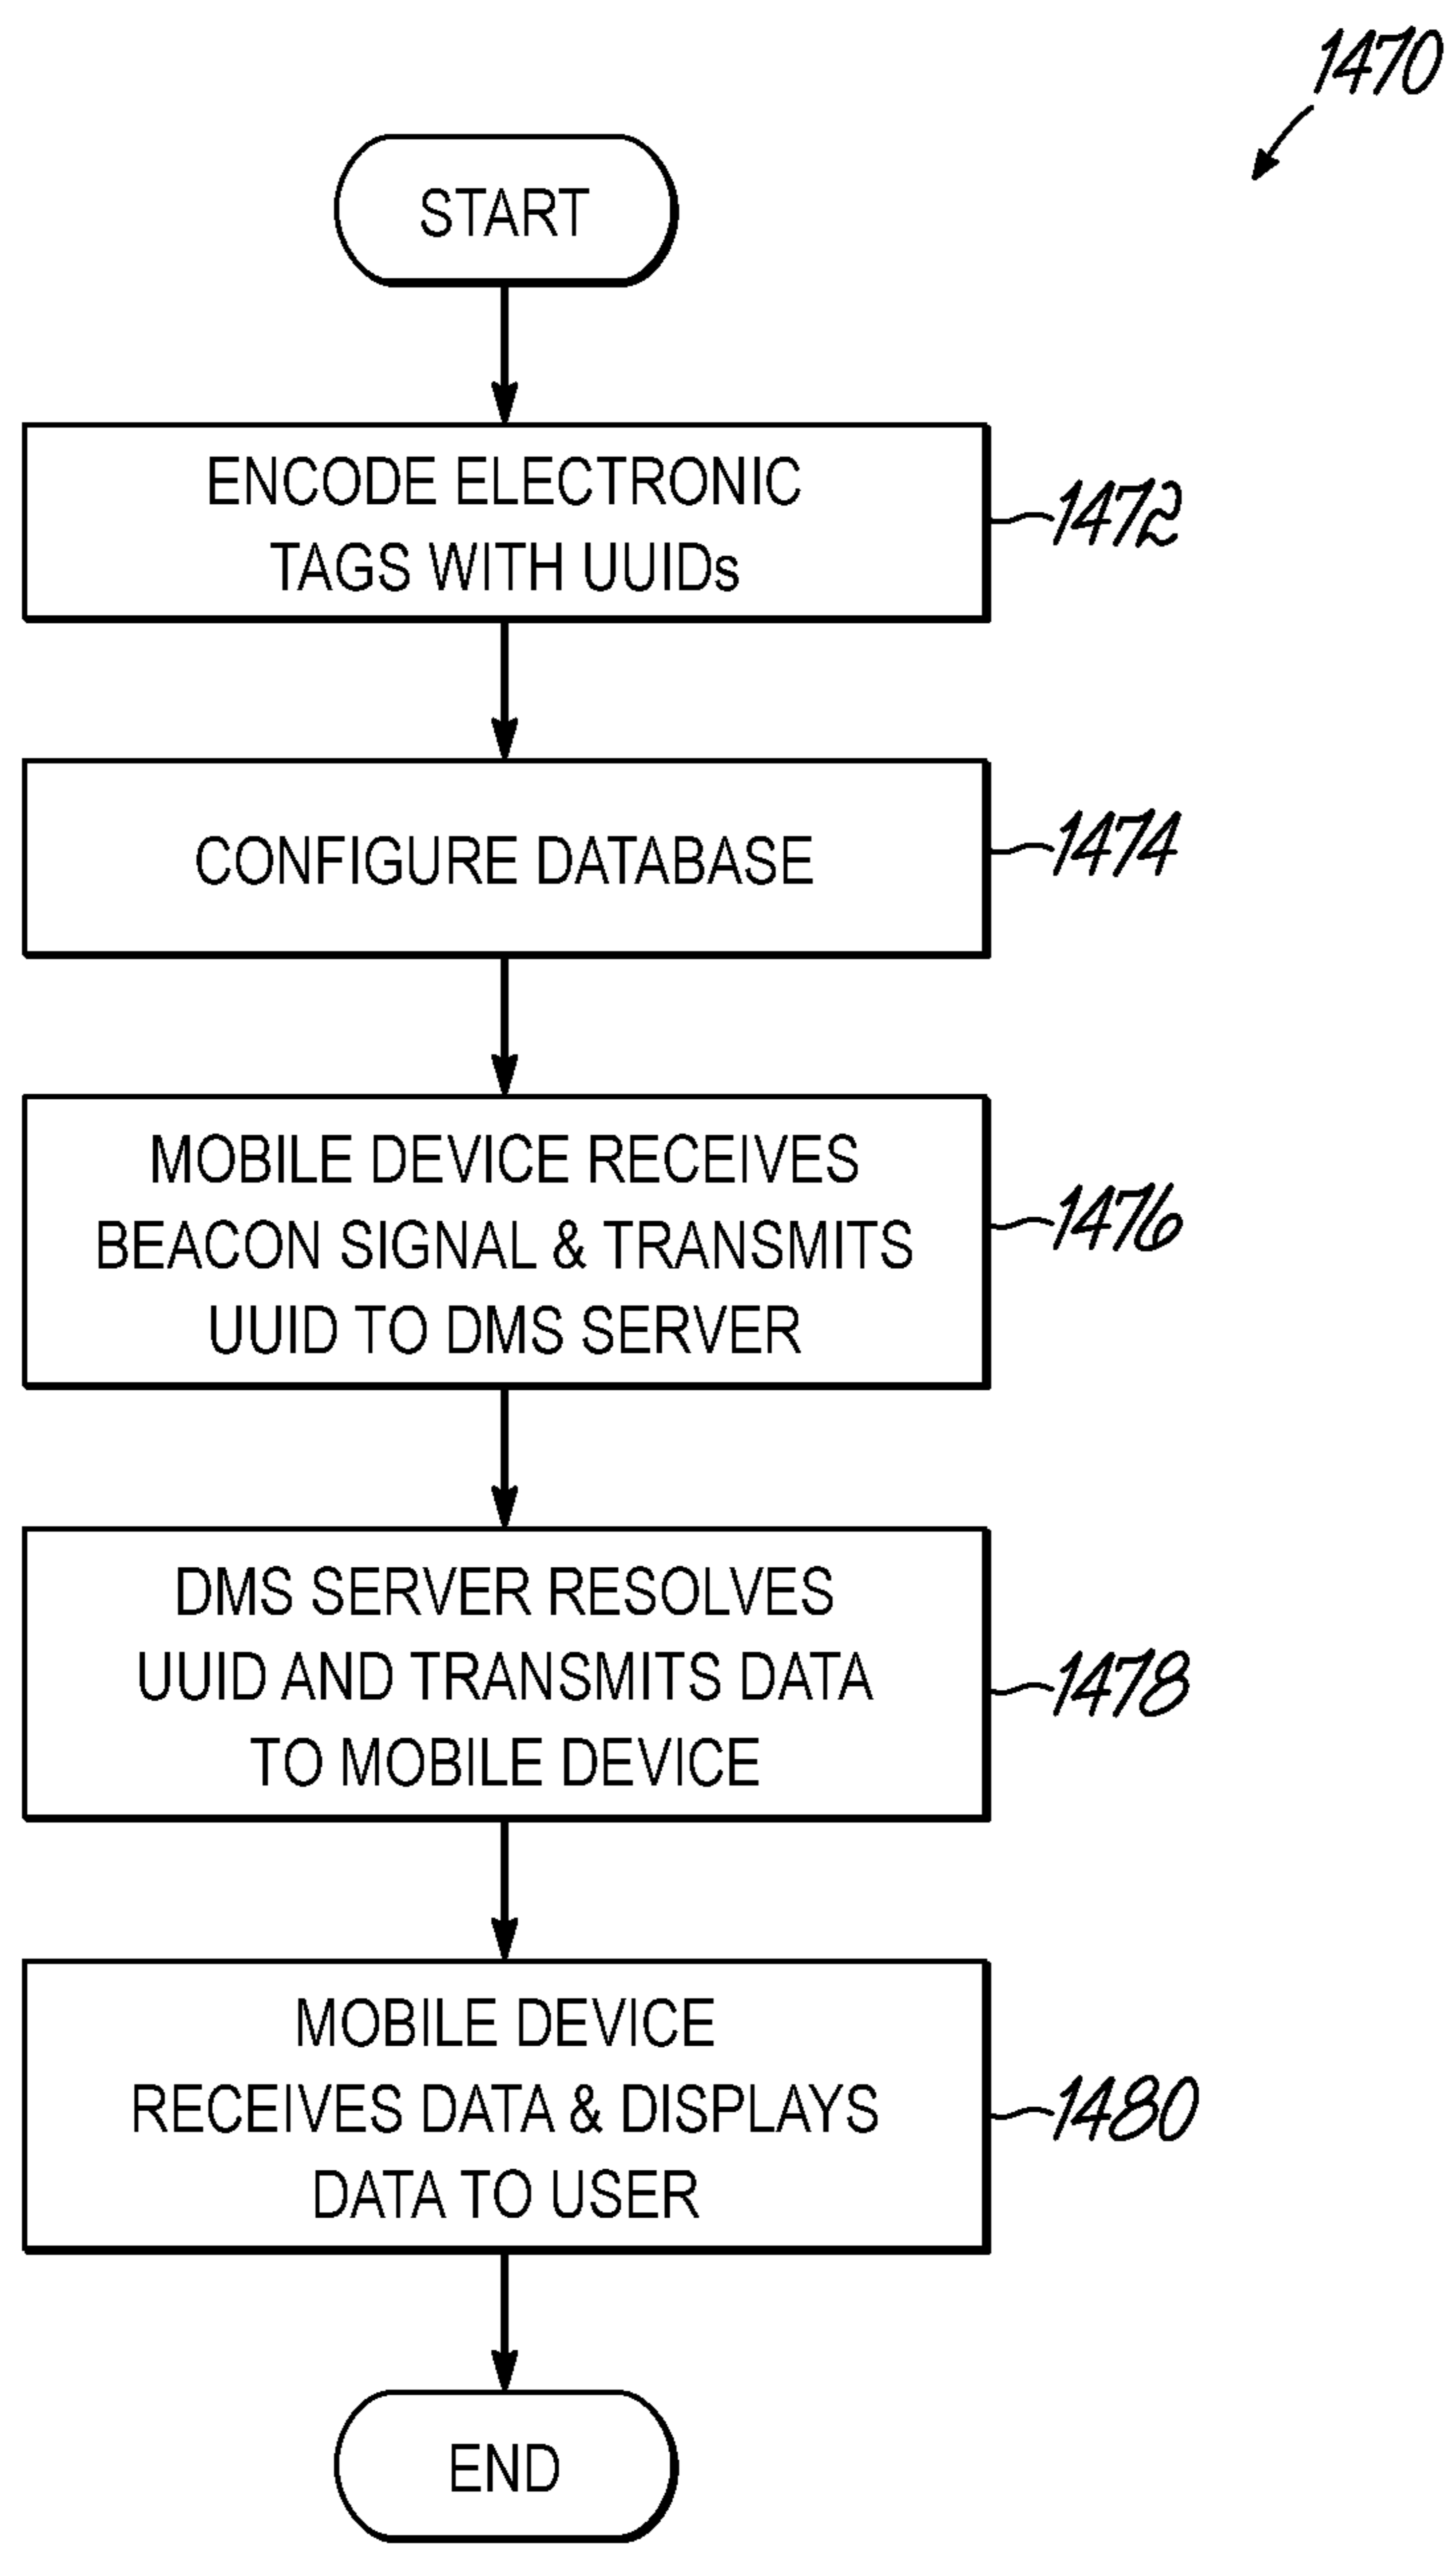 1470
START
ENCODE ELECTRONIC
TAGS WITH UUIDs
1472
CONFIGURE DATABASE
1474
MOBILE DEVICE RECEIVES
BEACON SIGNAL & TRANSMITS
UUID TO DMS SERVER
1476
DMS SERVER RESOLVES
UUID AND TRANSMITS DATA
TO MOBILE DEVICE
1478
MOBILE DEVICE
RECEIVES DATA & DISPLAYS
DATA TO USER
1480
END